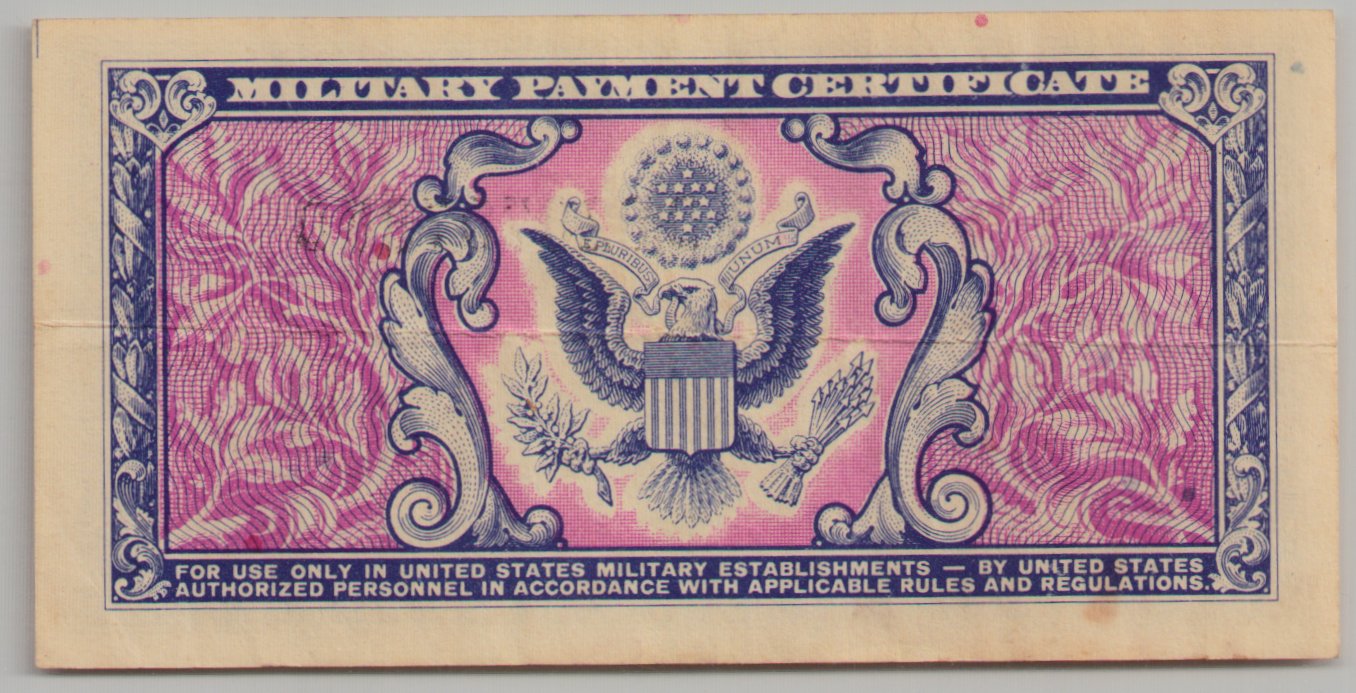 MILITARY PAYMENT CERTIFICATE
E PLURIBUS UNUM
FOR USE ONLY IN UNITED STATES MILITARY ESTABLISHMENTS — BY UNITED STATES
AUTHORIZED PERSONNEL IN ACCORDANCE WITH APPLICABLE RULES AND REGULATIONS.